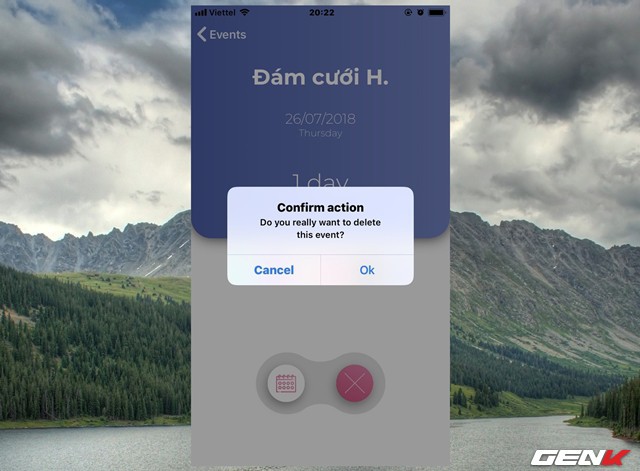 Viettel 20:22
Events
Đám cưới H.
26/07/2018
Thursday
1 day
Confirm action
Do you really want to delete
this event?
Cancel Ok
GENK